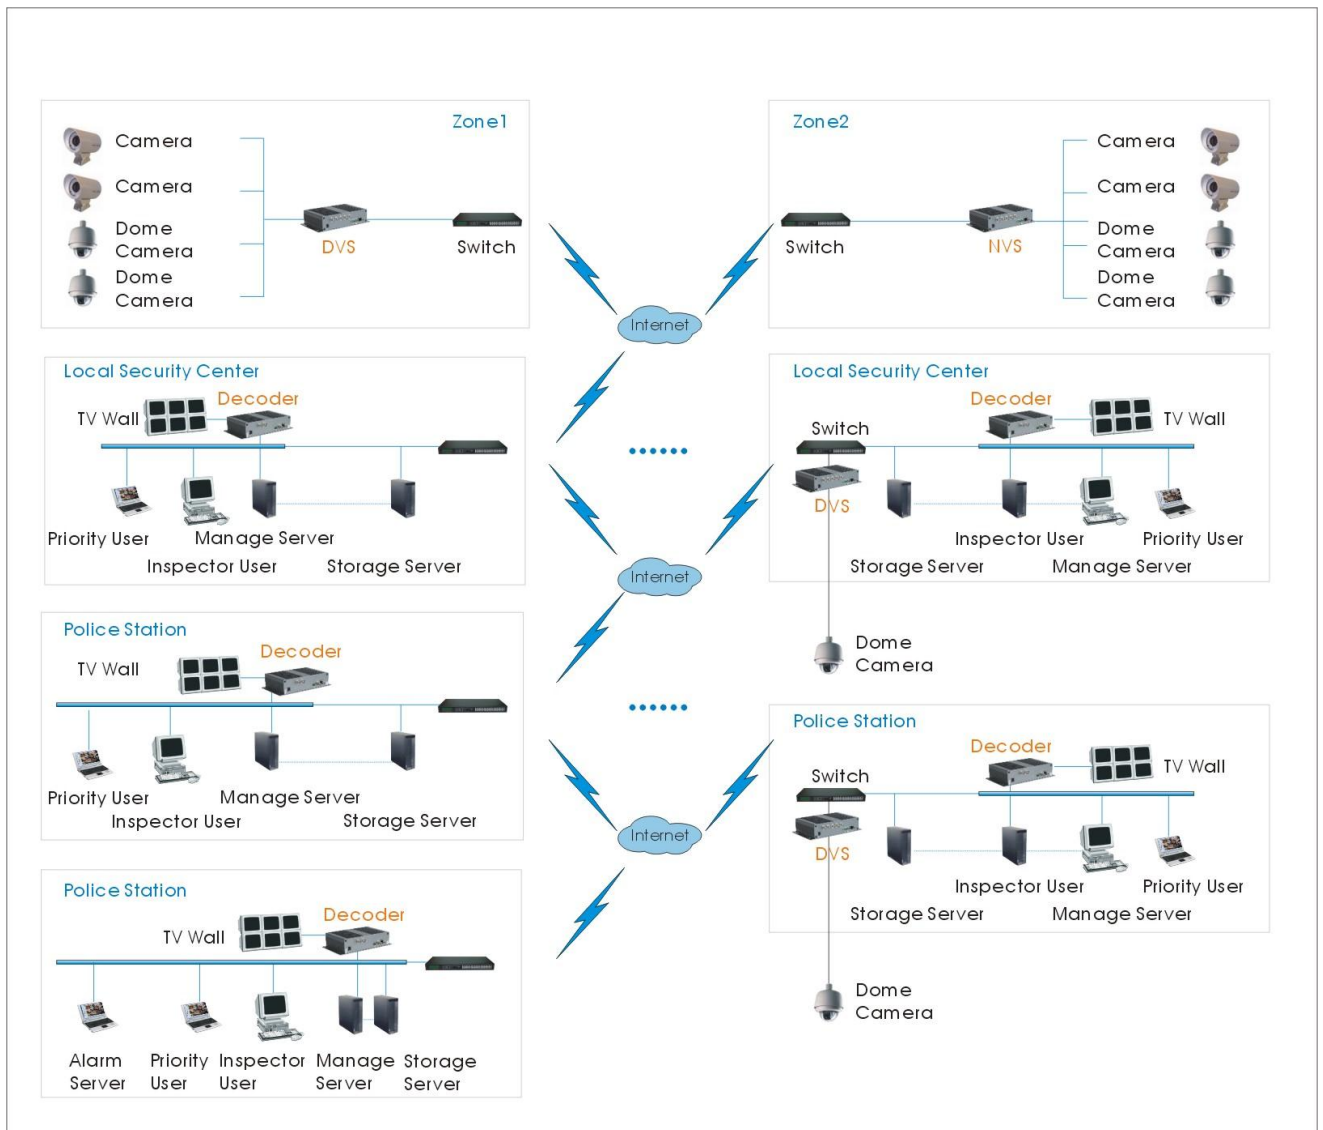 Zone1
Camera
Camera
Dome
Camera
Dome
Camera
DVS
Switch
Zone2
Camera
Camera
Dome
Camera
Dome
Camera
Switch
NVS
Internet
Local Security Center
Decoder
TV Wall
Priority User
Manage Server
Inspector User
Storage Server
Local Security Center
Decoder
TV Wall
Switch
DVS
Inspector User
Priority User
Storage Server
Manage Server
Dome
Camera
Internet
Police Station
Decoder
TV Wall
Priority User
Manage Server
Inspector User
Storage Server
Police Station
Decoder
TV Wall
Switch
DVS
Inspector User
Priority User
Storage Server
Manage Server
Dome
Camera
Internet
Police Station
Decoder
TV Wall
Alarm
Server
Priority
User
Inspector
User
Manage
Server
Storage
Server